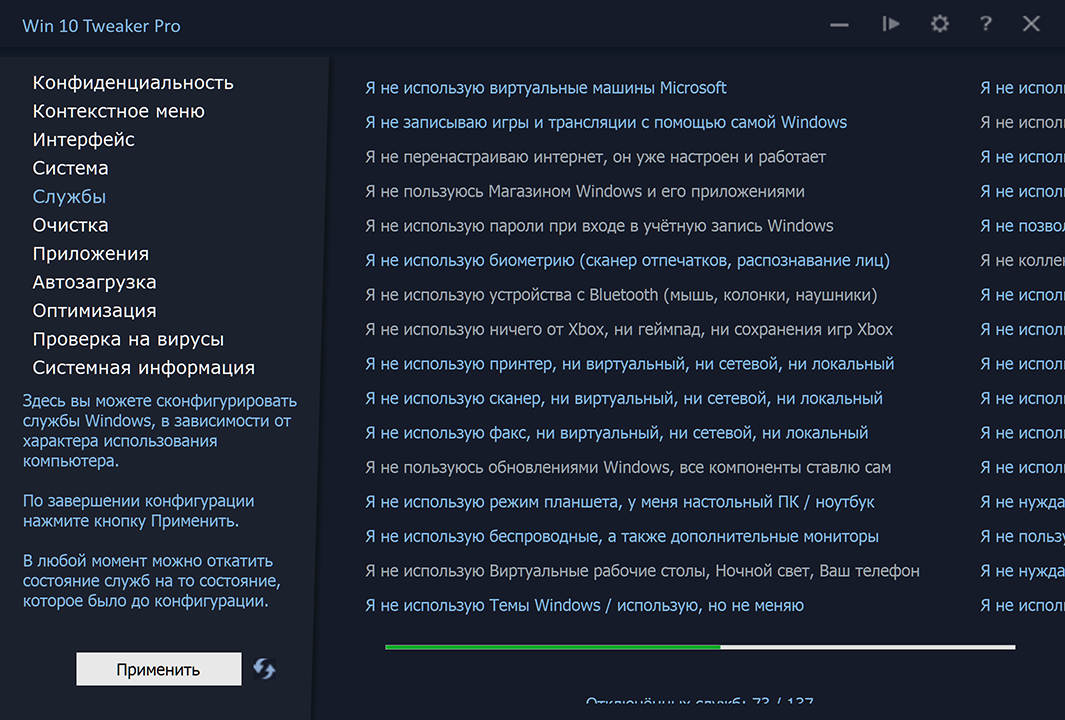 Win 10 Tweaker Pro
?
Конфиденциальность
Контекстное меню
Интерфейс
Система
Службы
Очистка
Приложения
Автозагрузка
Оптимизация
Проверка на вирусы
Системная информация
Здесь вы можете сконфигурировать
службы Windows, в зависимости от
характера использования
компьютера.
По завершении конфигурации
нажмите кнопку Применить.
В любой момент можно откатить
состояние служб на то состояние,
которое было до конфигурации.
Применить
Я не использую виртуальные машины Microsoft
Я не записываю игры и трансляции с помощью самой Windows
Я не перенастраиваю интернет, он уже настроен и работает
Я не пользуюсь Магазином Windows и его приложениями
Я не использую пароли при входе в учётную запись Windows
Я не использую биометрию (сканер отпечатков, распознавание лиц)
Я не использую устройства с Bluetooth (мышь, колонки, наушники)
Я не использую ничего от Xbox, ни геймпад, ни сохранения игр Xbox
Я не использую принтер, ни виртуальный, ни сетевой, ни локальный
Я не использую сканер, ни виртуальный, ни сетевой, ни локальный
Я не использую факс, ни виртуальный, ни сетевой, ни локальный
Я не пользуюсь обновлениями Windows, все компоненты ставлю сам
Я не использую режим планшета, у меня настольный ПК / ноутбук
Я не использую беспроводные, а также дополнительные мониторы
Я не использую Виртуальные рабочие столы, Ночной свет, Ваш телефон
Я не использую Темы Windows / использую, но не меняю
Я не испол
Я не испол
Я не испол
Я не испол
Я не позво
Я не колле
Я не испол
Я не испол
Я не испол
Я не испол
Я не испол
Я не испол
Я не нужда
Я не польз
Я не нужда
Я не испол
Отключённых служб: 73 / 137